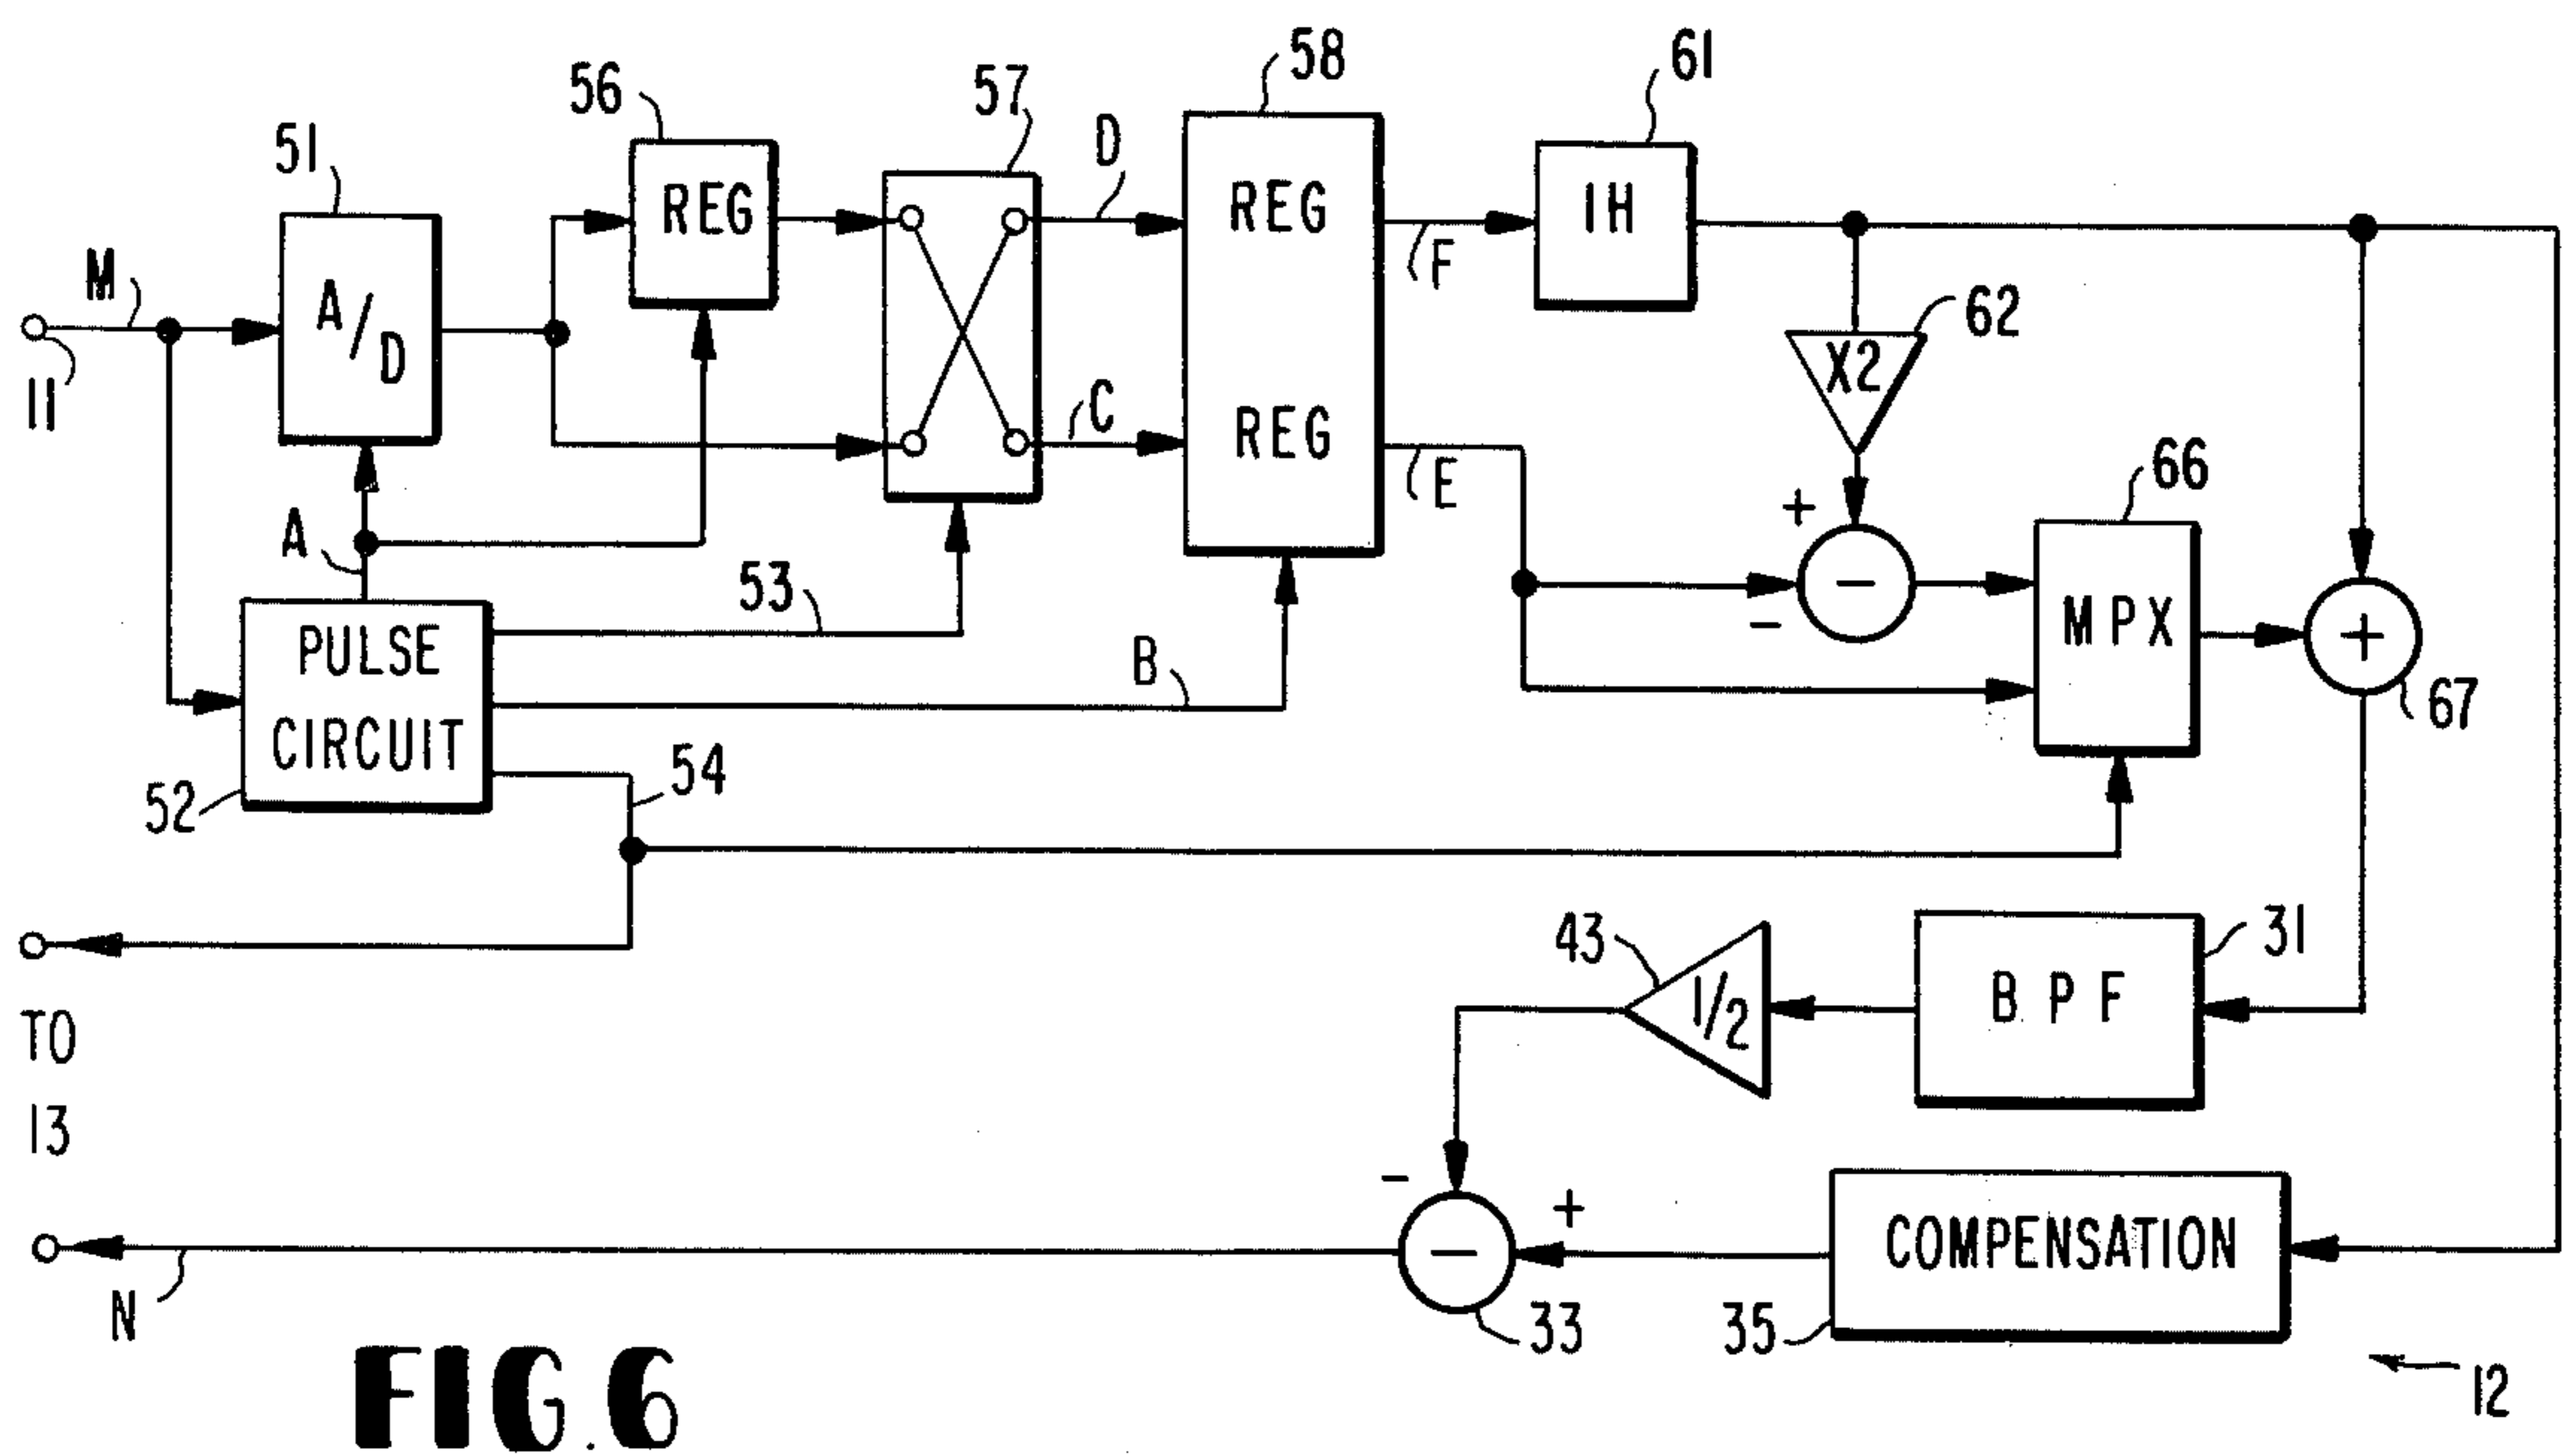 58
61
56
57
51
D
REG
REG
1H
M
F
62
A/D
X2
11
C
REG
E
66
A
+
53
−
MPX
B
−
+
PULSE
CIRCUIT
67
54
52
43
31
1/2
BPF
TO
13
−
+
−
COMPENSATION
N
33
35
12
FIG. 6